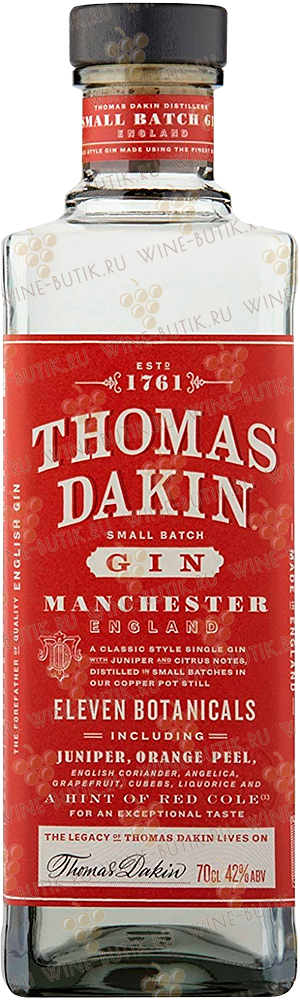 THOMAS DAKIN DISTILLERS
SMALL BATCH GIN
ENGLAND
STYLE GIN MADE USING THE FINEST
ESTD
1761
THOMAS
DAKIN
SMALL BATCH
GIN
MANCHESTER
ENGLAND
A CLASSIC STYLE SINGLE GIN
WITH JUNIPER AND CITRUS NOTES,
DISTILLED IN SMALL BATCHES IN
OUR COPPER POT STILL
ELEVEN BOTANICALS
INCLUDING
JUNIPER, ORANGE PEEL,
ENGLISH CORIANDER, ANGELICA,
GRAPEFRUIT, CUBEBS, LIQUORICE AND
A HINT OF RED COLE(1)
FOR AN EXCEPTIONAL TASTE
THE LEGACY OF THOMAS DAKIN LIVES ON
Thomas Dakin 70CL 42% ABV
THE FOREFATHER OF QUALITY ENGLISH GIN
MADE IN ENGLAND
WINE-BUTIK.RU